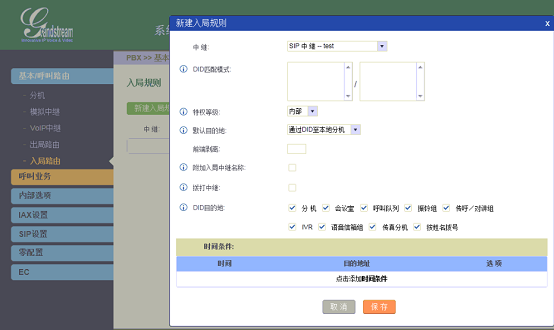 Grandstream
Innovative IP Voice & Video
系统
新建入局规则
x
PBX >> 基本
基本/呼叫路由
分机
模拟中继
VoIP中继
出局路由
入局路由
呼叫业务
内部选项
IAX设置
SIP设置
零配置
EC
入局规则
新建入局规
中 继:
中 继:
SIP 中 继 -- test
DID匹配模式:
/
特权等级:
内部
默认目的地:
通过DID至本地分机
前端剥离:
附加入局中继名称:
拨打中继:
DID目的地:
分 机
会议室
呼叫队列
振铃组
传呼／对讲组
IVR
语音信箱组
传真分机
按姓名拨号
时间条件:
时间
目的地址
选 项
点击添加时间条件
取 消
保 存